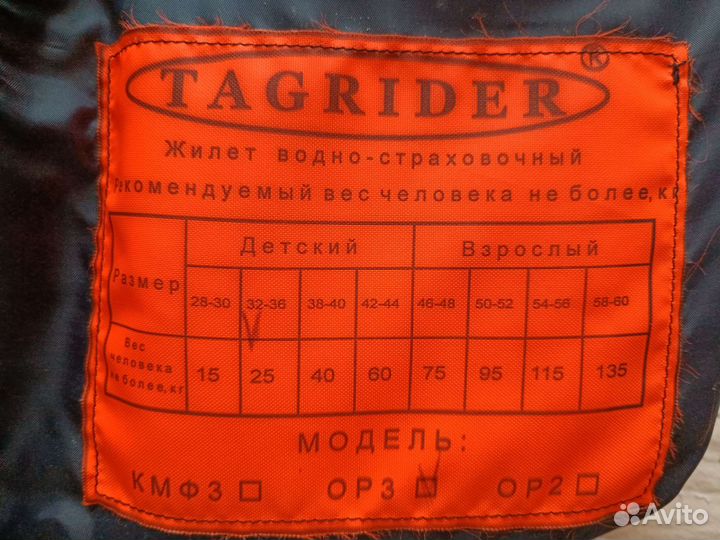 TAGRIDER ®
Жилет водно-страховочный
Рекомендуемый вес человека не более, кг
Размер Детский Взрослый
28-30 32-36 38-40 42-44 46-48 50-52 54-56 58-60
Вес человека не более, кг 15 25 40 60 75 95 115 135
МОДЕЛЬ:
КМФ3 ОР3 ОР2
Avito